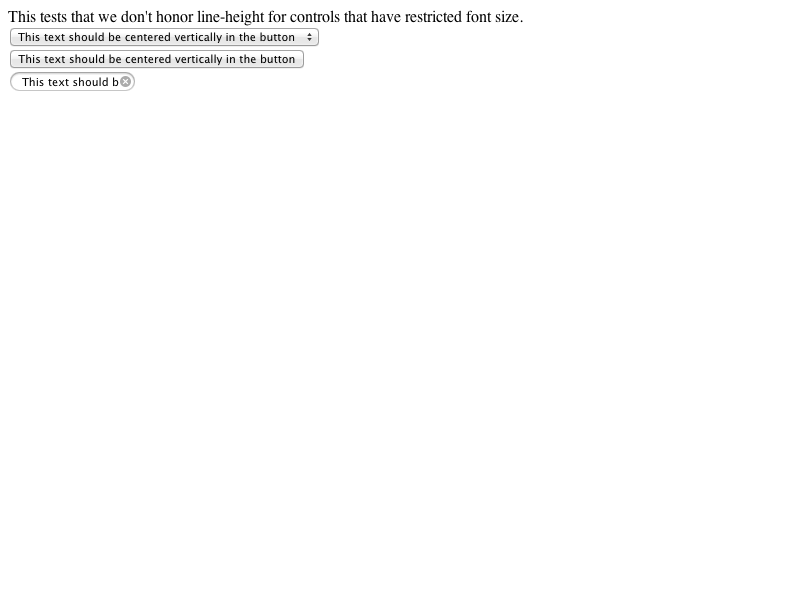 This tests that we don't honor line-height for controls that have restricted font size.
This text should be centered vertically in the button
This text should be centered vertically in the button
This text should b